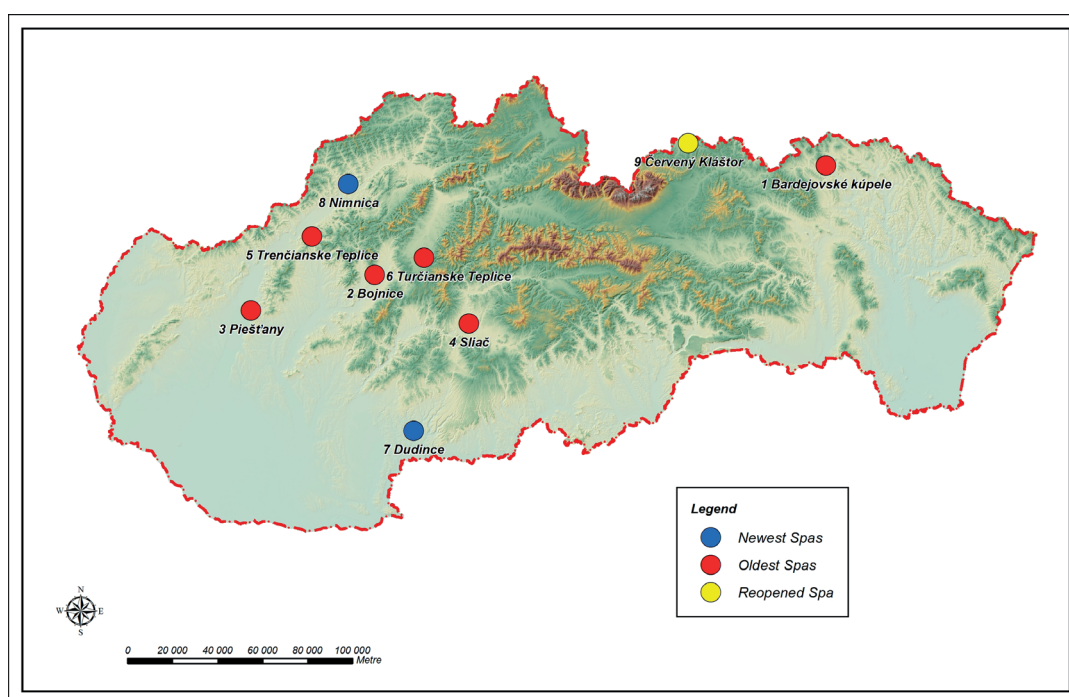 9 Červený Kláštor
1 Bardejovské kúpele
8 Nimnica
5 Trenčianske Teplice
6 Turčianske Teplice
2 Bojnice
3 Piešťany
4 Sliač
7 Dudince
Legend
Newest Spas
Oldest Spas
Reopened Spa
N
W E
S
0 20 000 40 000 60 000 80 000 100 000
Metre